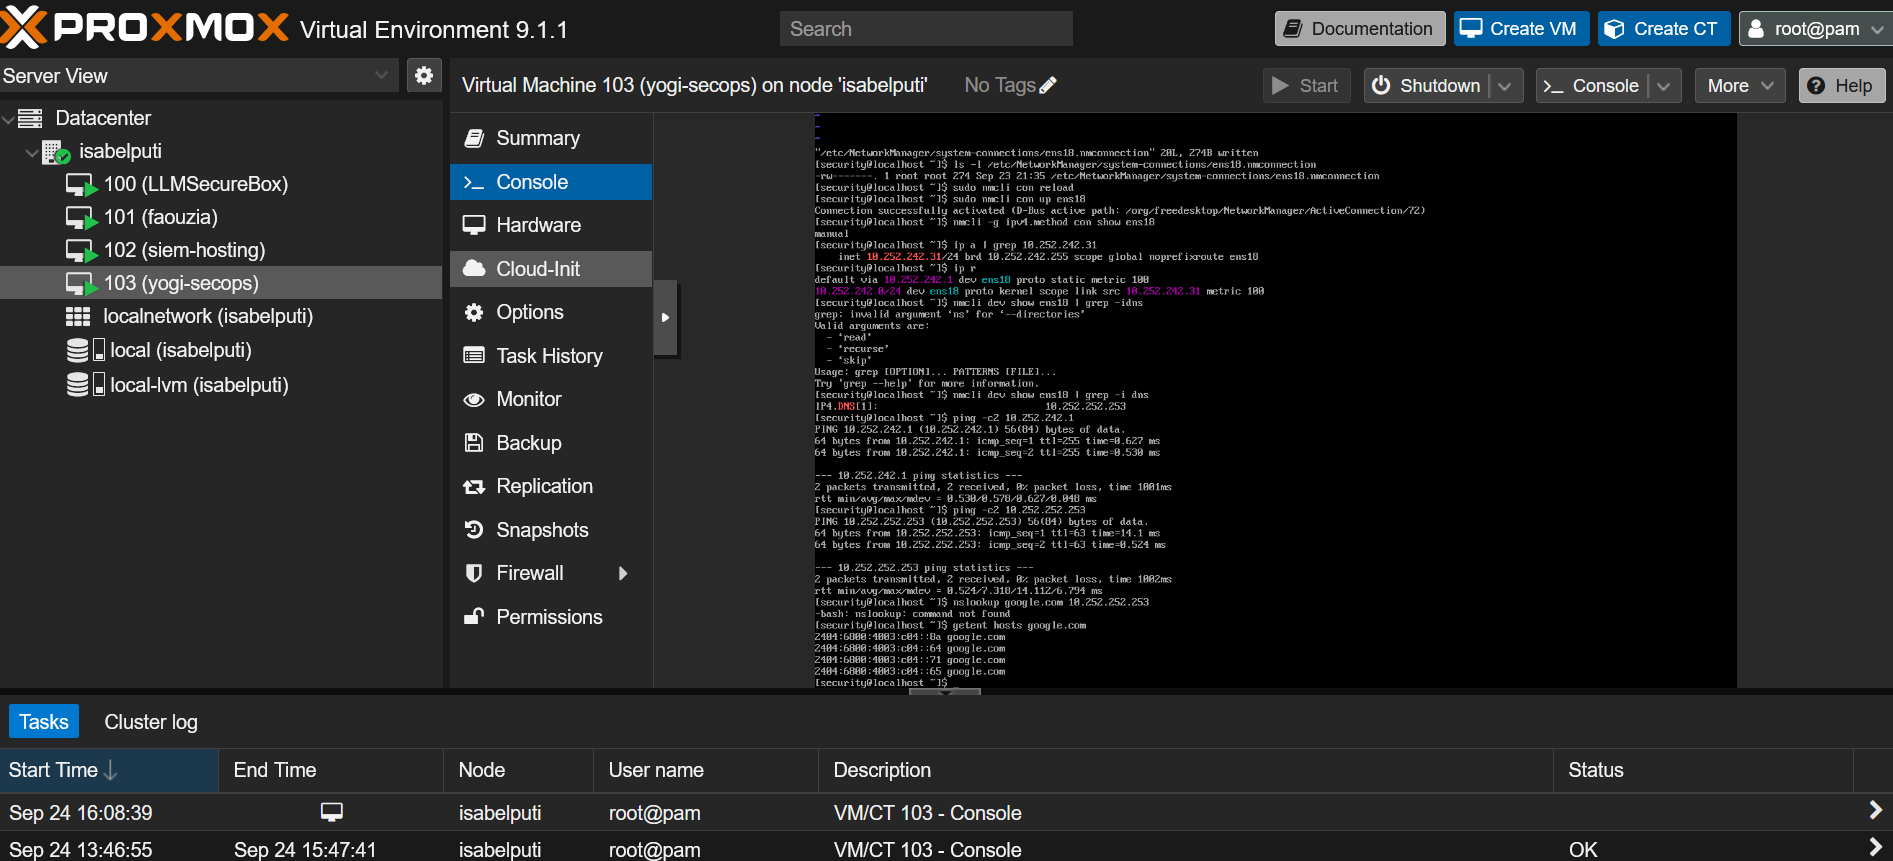 PROXMOX Virtual Environment 9.1.1
Search
Documentation
Create VM
Create CT
root@pam
Server View
Datacenter
isabelputi
100 (LLMSecureBox)
101 (faouzia)
102 (siem-hosting)
103 (yogi-secops)
localnetwork (isabelputi)
local (isabelputi)
local-lvm (isabelputi)
Virtual Machine 103 (yogi-secops) on node 'isabelputi'
No Tags
Start
Shutdown
Console
More
Help
Summary
Console
Hardware
Cloud-Init
Options
Task History
Monitor
Backup
Replication
Snapshots
Firewall
Permissions
~
~
~
"/etc/NetworkManager/system-connections/ens18.nmconnection" 20L, 274B written
[security@localhost ~]$ ls -l /etc/NetworkManager/system-connections/ens18.nmconnection
-rw-------. 1 root root 274 Sep 23 21:35 /etc/NetworkManager/system-connections/ens18.nmconnection
[security@localhost ~]$ sudo nmcli con reload
[security@localhost ~]$ sudo nmcli con up ens18
Connection successfully activated (D-Bus active path: /org/freedesktop/NetworkManager/ActiveConnection/72)
[security@localhost ~]$ nmcli -g ipv4.method con show ens18
manual
[security@localhost ~]$ ip a | grep 10.252.242.31
inet 10.252.242.31/24 brd 10.252.242.255 scope global noprefixroute ens18
[security@localhost ~]$ ip r
default via 10.252.242.1 dev ens18 proto static metric 100
10.252.242.0/24 dev ens18 proto kernel scope link src 10.252.242.31 metric 100
[security@localhost ~]$ nmcli dev show ens18 | grep -idns
grep: invalid argument 'ns' for '--directories'
Valid arguments are:
- 'read'
- 'recurse'
- 'skip'
Usage: grep [OPTION]... PATTERNS [FILE]...
Try 'grep --help' for more information.
[security@localhost ~]$ nmcli dev show ens18 | grep -i dns
IP4.DNS[1]: 10.252.252.253
[security@localhost ~]$ ping -c2 10.252.242.1
PING 10.252.242.1 (10.252.242.1) 56(84) bytes of data.
64 bytes from 10.252.242.1: icmp_seq=1 ttl=255 time=0.627 ms
64 bytes from 10.252.242.1: icmp_seq=2 ttl=255 time=0.530 ms
--- 10.252.242.1 ping statistics ---
2 packets transmitted, 2 received, 0% packet loss, time 1001ms
rtt min/avg/max/mdev = 0.530/0.578/0.627/0.048 ms
[security@localhost ~]$ ping -c2 10.252.252.253
PING 10.252.252.253 (10.252.252.253) 56(84) bytes of data.
64 bytes from 10.252.252.253: icmp_seq=1 ttl=63 time=14.1 ms
64 bytes from 10.252.252.253: icmp_seq=2 ttl=63 time=0.524 ms
--- 10.252.252.253 ping statistics ---
2 packets transmitted, 2 received, 0% packet loss, time 1002ms
rtt min/avg/max/mdev = 0.524/7.318/14.112/6.794 ms
[security@localhost ~]$ nslookup google.com 10.252.252.253
-bash: nslookup: command not found
[security@localhost ~]$ getent hosts google.com
2404:6800:4003:c04::8a google.com
2404:6800:4003:c04::64 google.com
2404:6800:4003:c04::71 google.com
2404:6800:4003:c04::65 google.com
[security@localhost ~]$ _
Tasks
Cluster log
Start Time
End Time
Node
User name
Description
Status
Sep 24 16:08:39 isabelputi root@pam VM/CT 103 - Console
Sep 24 13:46:55 Sep 24 15:47:41 isabelputi root@pam VM/CT 103 - Console OK